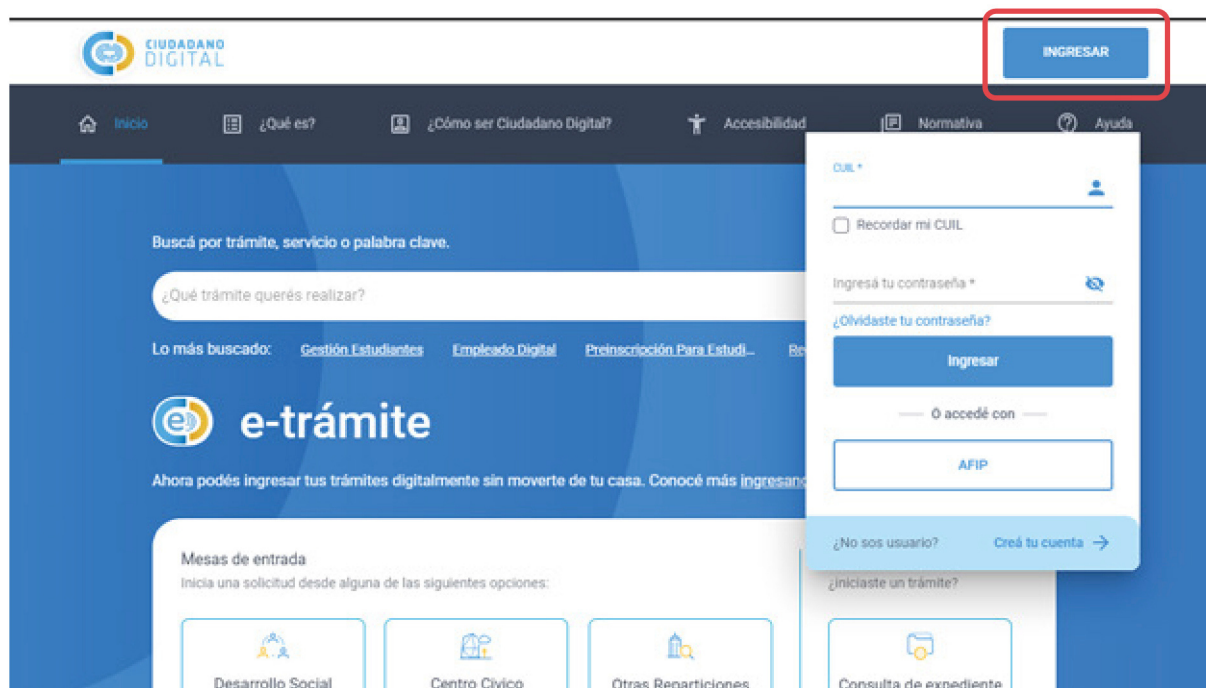 CIUDADANO
DIGITAL
INGRESAR
Inicio
¿Qué es?
¿Cómo ser Ciudadano Digital?
Accesibilidad
Normativa
Ayuda
CUIL *
Recordar mi CUIL
Ingresá tu contraseña *
¿Olvidaste tu contraseña?
Ingresar
O accedé con
AFIP
¿No sos usuario? Creá tu cuenta
Buscá por trámite, servicio o palabra clave.
¿Qué trámite querés realizar?
Lo más buscado: Gestión Estudiantes Empleado Digital Preinscripción Para Estudi...
e-trámite
Ahora podés ingresar tus trámites digitalmente sin moverte de tu casa. Conocé más
Mesas de entrada
Inicia una solicitud desde alguna de las siguientes opciones:
¿iniciaste un trámite?
Desarrollo Social
Centro Cívico
Otras Reparticiones
Consulta de expediente